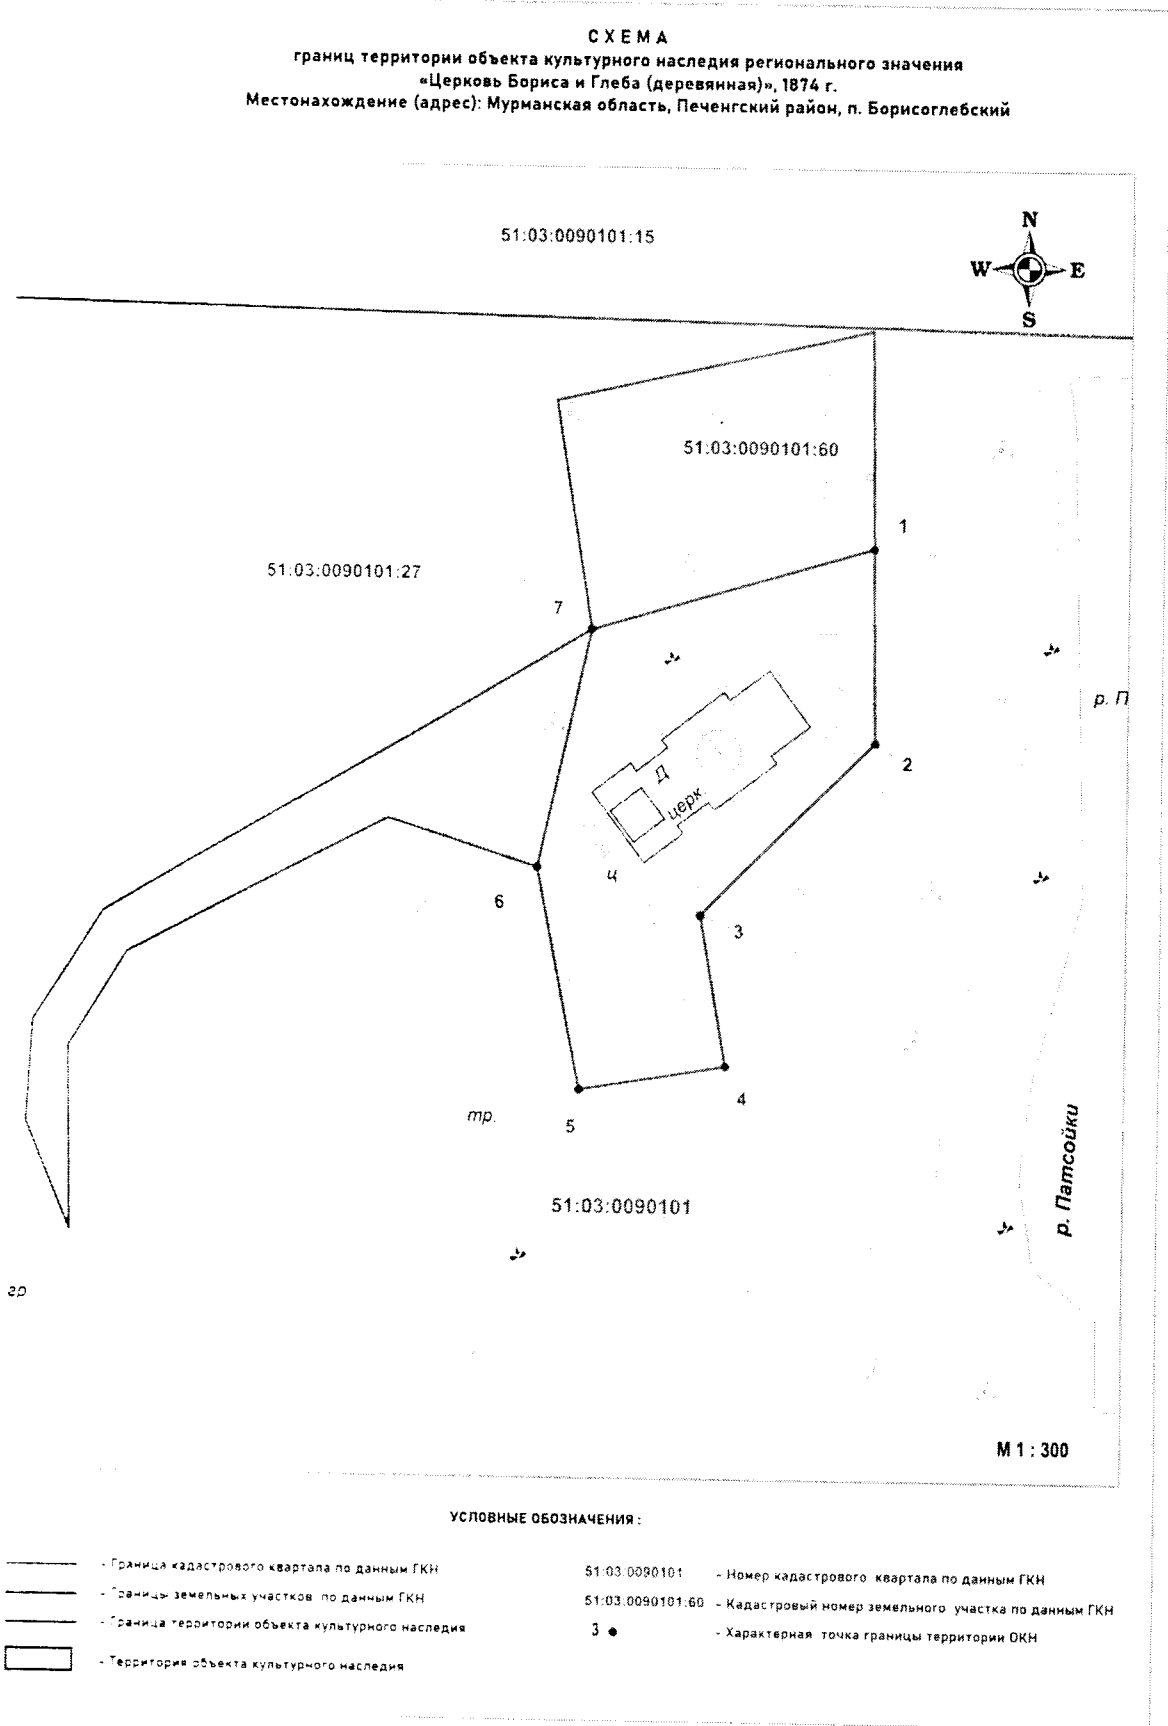 СХЕМА
границ территории объекта культурного наследия регионального значения
«Церковь Бориса и Глеба (деревянная)», 1874 г.
Местонахождение (адрес): Мурманская область, Печенгский район, п. Борисоглебский
51:03:0090101:15
N
W E
S
51:03:0090101:60
1
51:03:0090101:27
7
р. П
2
Д
церк.
ц
6
3
4
тр.
5
р. Патсойки
51:03:0090101
гр
М 1 : 300
УСЛОВНЫЕ ОБОЗНАЧЕНИЯ :
- Граница кадастрового квартала по данным ГКН
- Границы земельных участков по данным ГКН
- Граница территории объекта культурного наследия
- Территория объекта культурного наследия
51:03:0090101 - Номер кадастрового квартала по данным ГКН
51:03:0090101:60 - Кадастровый номер земельного участка по данным ГКН
3 - Характерная точка границы территории ОКН